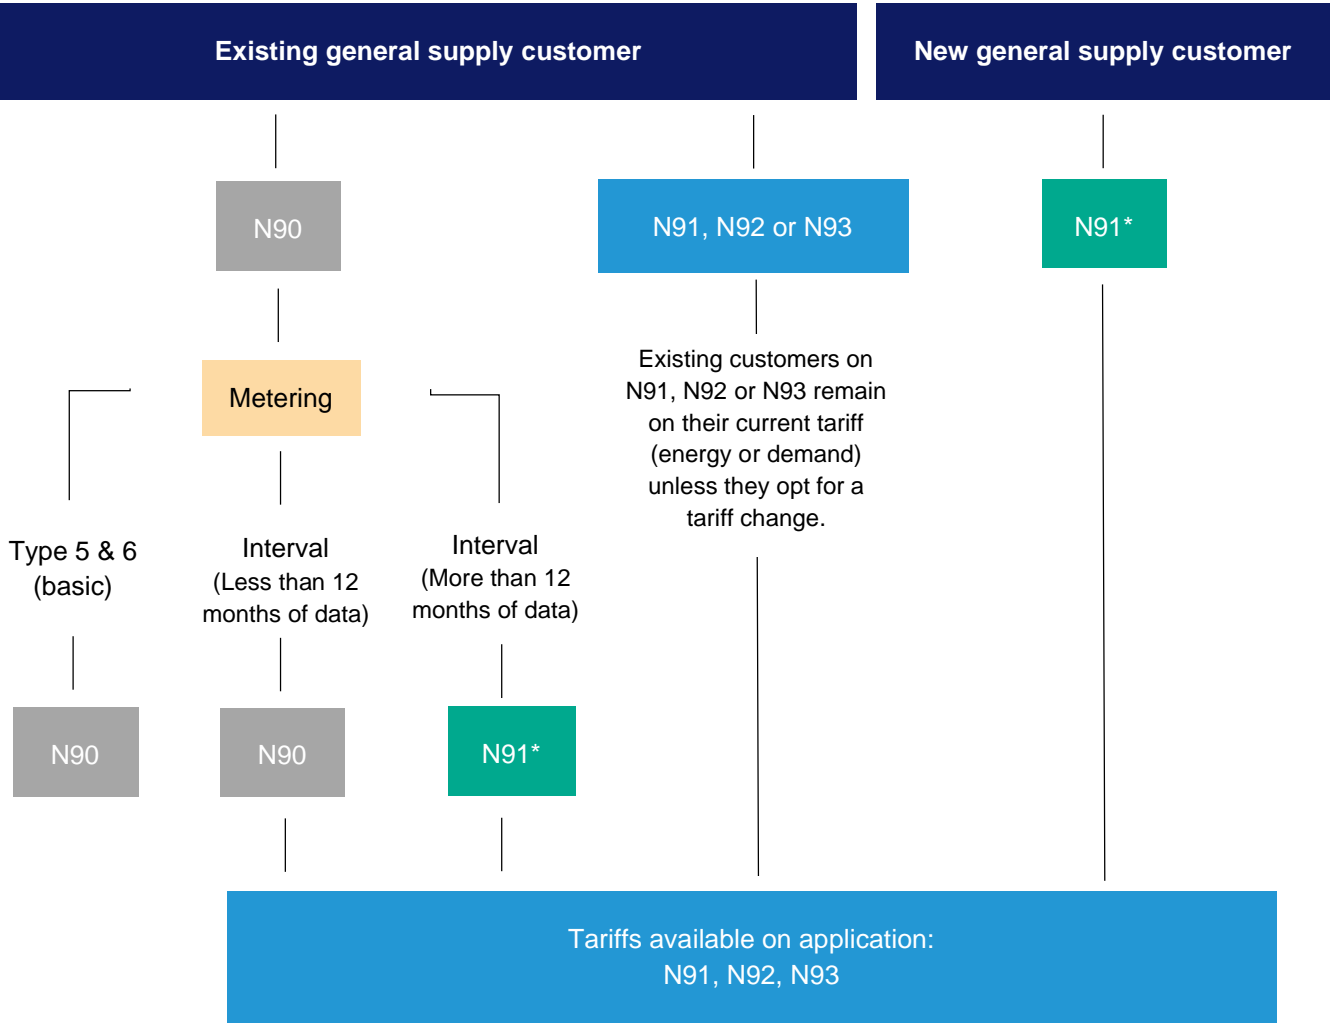 Existing general supply customer
New general supply customer
N90
N91, N92 or N93
N91*
Metering
Existing customers on
N91, N92 or N93 remain
on their current tariff
(energy or demand)
unless they opt for a
tariff change.
Type 5 & 6
(basic)
Interval
(Less than 12
months of data)
Interval
(More than 12
months of data)
N90
N90
N91*
Tariffs available on application:
N91, N92, N93